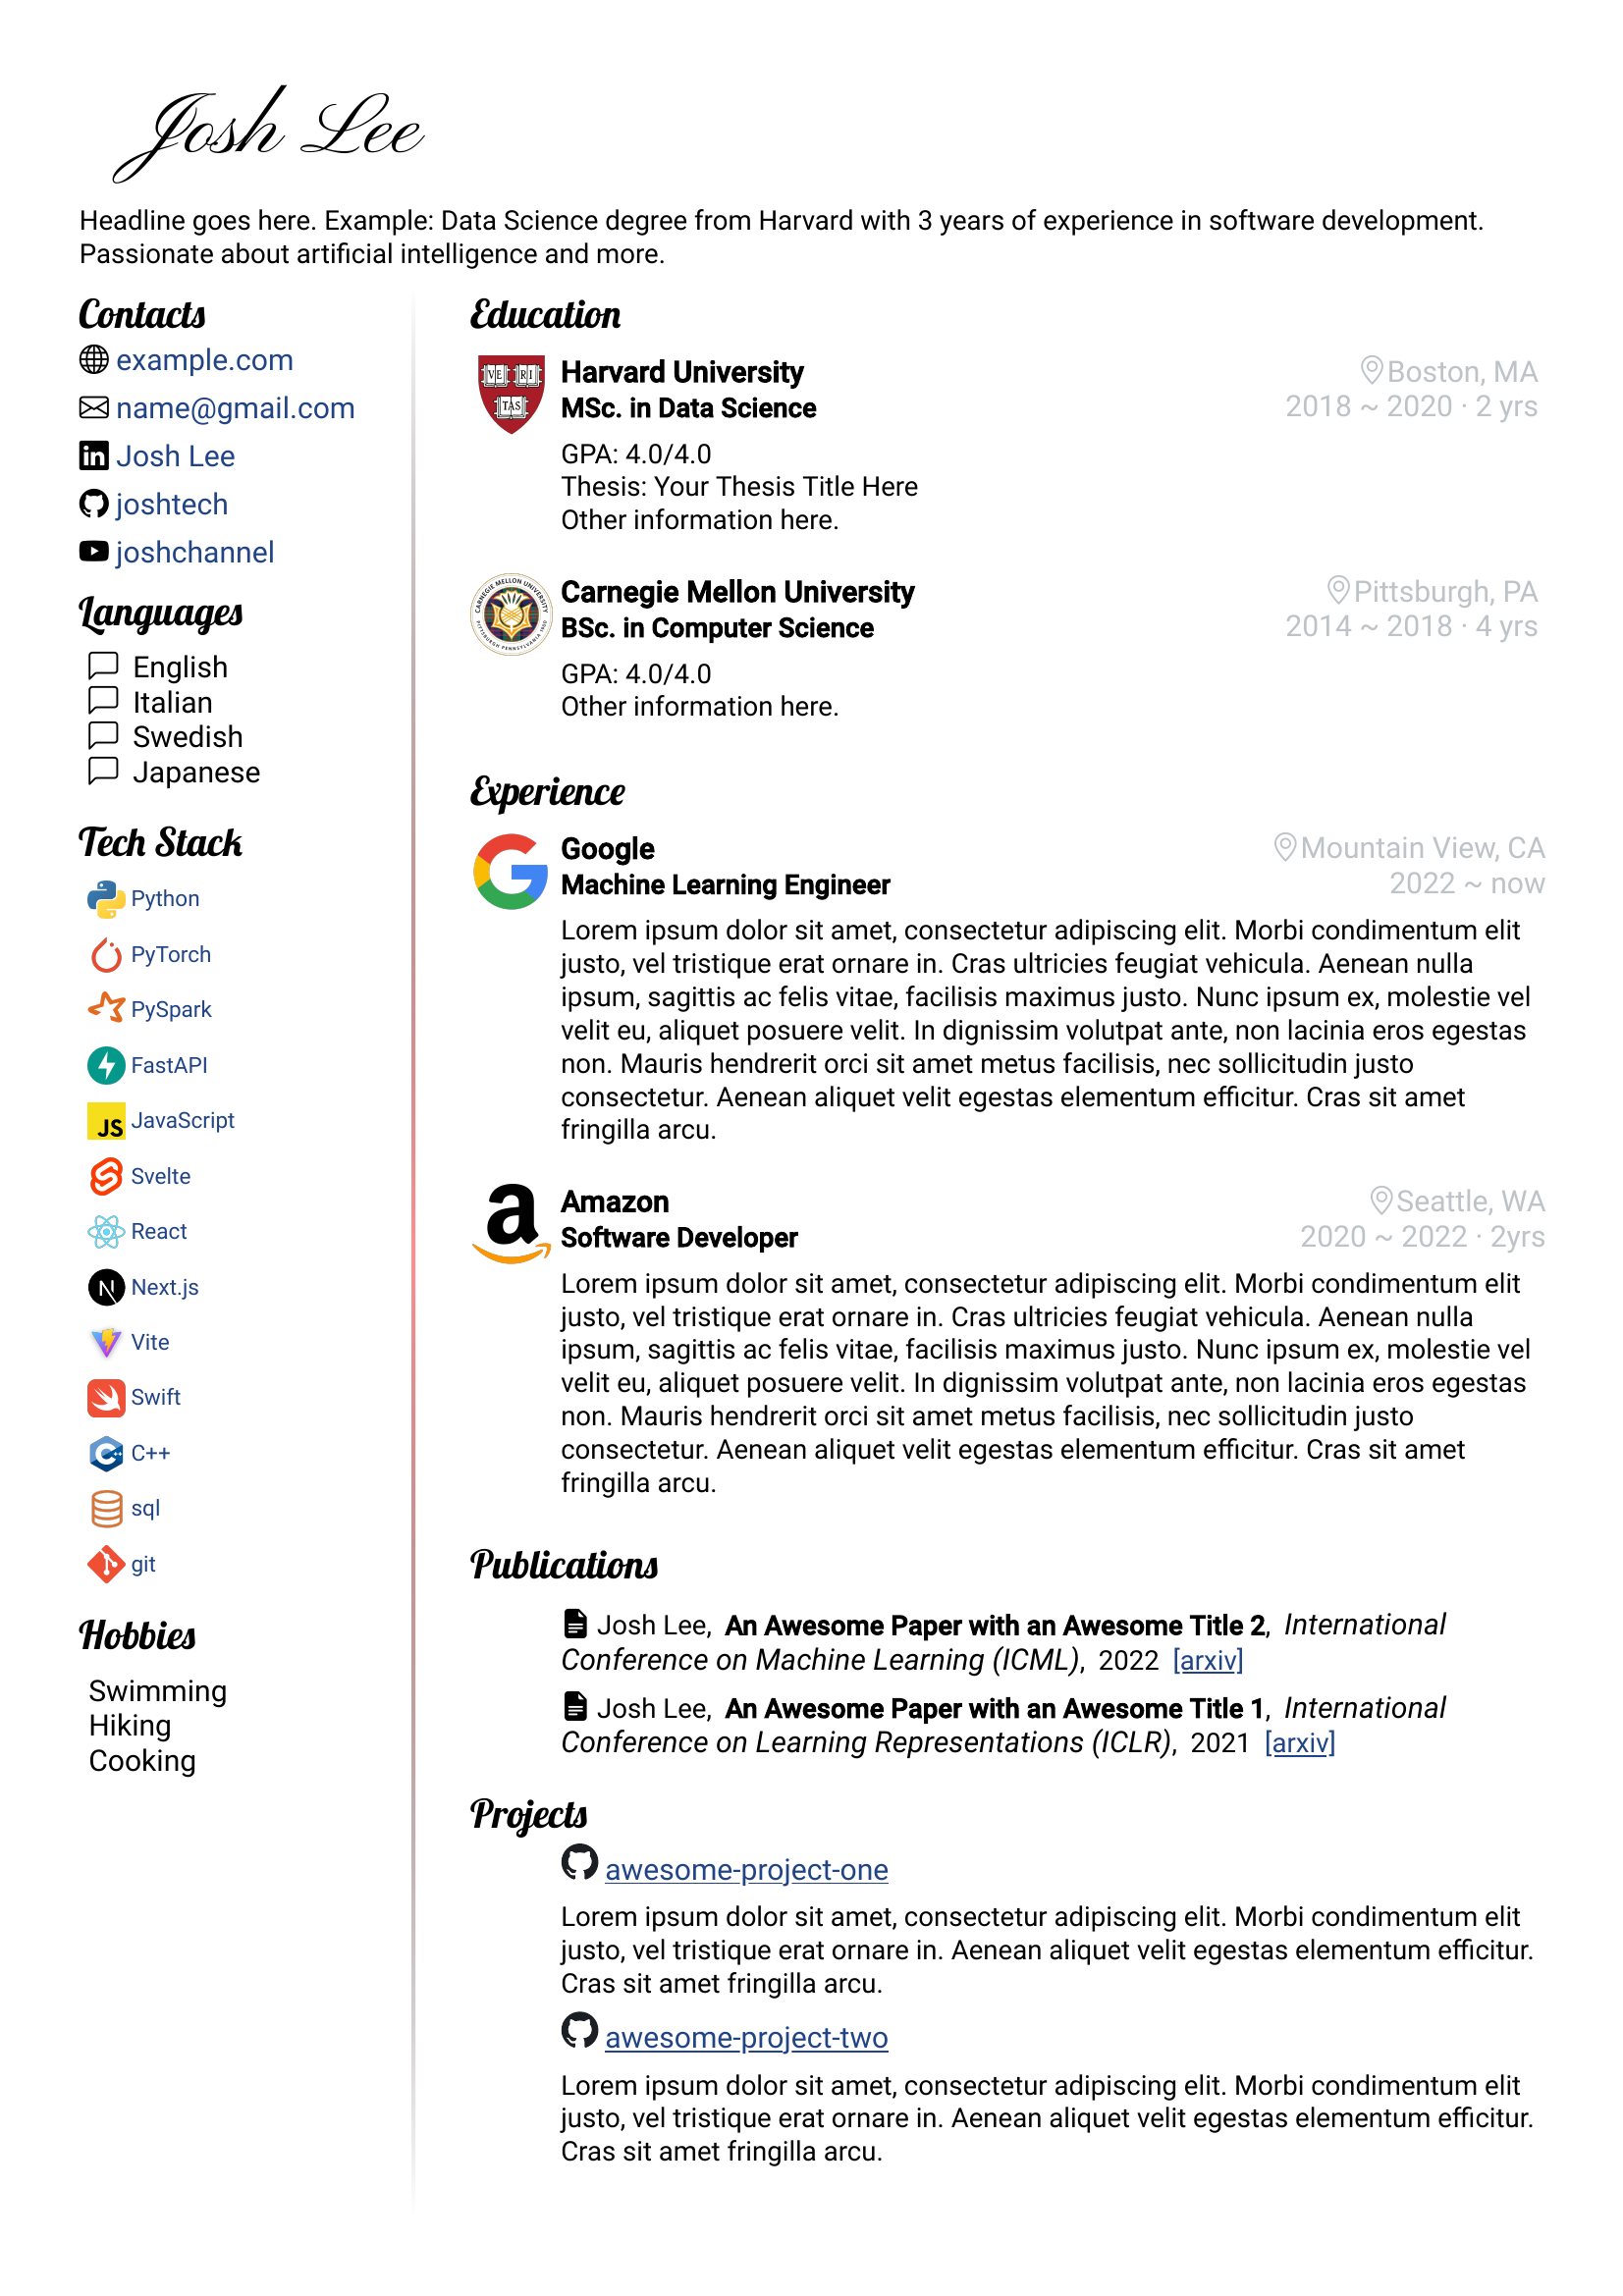 Josh Lee
Headline goes here. Example: Data Science degree from Harvard with 3 years of experience in software development.
Passionate about artificial intelligence and more.
Contacts
example.com
name@gmail.com
in Josh Lee
joshtech
joshchannel
Languages
English
Italian
Swedish
Japanese
Tech Stack
Python
PyTorch
PySpark
FastAPI
JS JavaScript
Svelte
React
N Next.js
Vite
Swift
C++ C++
sql
git
Hobbies
Swimming
Hiking
Cooking
Education
VE RI TAS
Harvard University
Boston, MA
MSc. in Data Science
2018 ~ 2020 · 2 yrs
GPA: 4.0/4.0
Thesis: Your Thesis Title Here
Other information here.
CARNEGIE MELLON UNIVERSITY
PITTSBURGH PENNSYLVANIA 1900
Carnegie Mellon University
Pittsburgh, PA
BSc. in Computer Science
2014 ~ 2018 · 4 yrs
GPA: 4.0/4.0
Other information here.
Experience
G Google
Mountain View, CA
Machine Learning Engineer
2022 ~ now
Lorem ipsum dolor sit amet, consectetur adipiscing elit. Morbi condimentum elit
justo, vel tristique erat ornare in. Cras ultricies feugiat vehicula. Aenean nulla
ipsum, sagittis ac felis vitae, facilisis maximus justo. Nunc ipsum ex, molestie vel
velit eu, aliquet posuere velit. In dignissim volutpat ante, non lacinia eros egestas
non. Mauris hendrerit orci sit amet metus facilisis, nec sollicitudin justo
consectetur. Aenean aliquet velit egestas elementum efficitur. Cras sit amet
fringilla arcu.
a Amazon
Seattle, WA
Software Developer
2020 ~ 2022 · 2yrs
Lorem ipsum dolor sit amet, consectetur adipiscing elit. Morbi condimentum elit
justo, vel tristique erat ornare in. Cras ultricies feugiat vehicula. Aenean nulla
ipsum, sagittis ac felis vitae, facilisis maximus justo. Nunc ipsum ex, molestie vel
velit eu, aliquet posuere velit. In dignissim volutpat ante, non lacinia eros egestas
non. Mauris hendrerit orci sit amet metus facilisis, nec sollicitudin justo
consectetur. Aenean aliquet velit egestas elementum efficitur. Cras sit amet
fringilla arcu.
Publications
Josh Lee, An Awesome Paper with an Awesome Title 2, International
Conference on Machine Learning (ICML), 2022 [arxiv]
Josh Lee, An Awesome Paper with an Awesome Title 1, International
Conference on Learning Representations (ICLR), 2021 [arxiv]
Projects
awesome-project-one
Lorem ipsum dolor sit amet, consectetur adipiscing elit. Morbi condimentum elit
justo, vel tristique erat ornare in. Aenean aliquet velit egestas elementum efficitur.
Cras sit amet fringilla arcu.
awesome-project-two
Lorem ipsum dolor sit amet, consectetur adipiscing elit. Morbi condimentum elit
justo, vel tristique erat ornare in. Aenean aliquet velit egestas elementum efficitur.
Cras sit amet fringilla arcu.